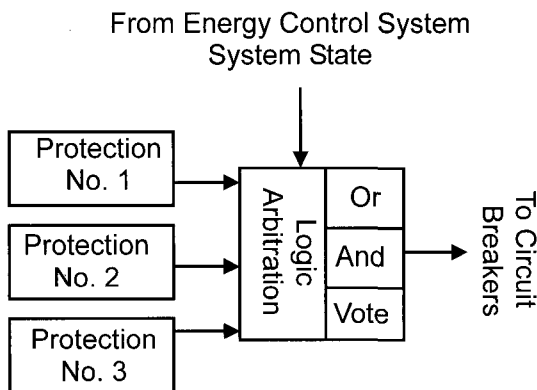 From Energy Control System
System State
Protection
No. 1
Protection
No. 2
Protection
No. 3
Logic
Arbitration
Or
And
Vote
To Circuit
Breakers